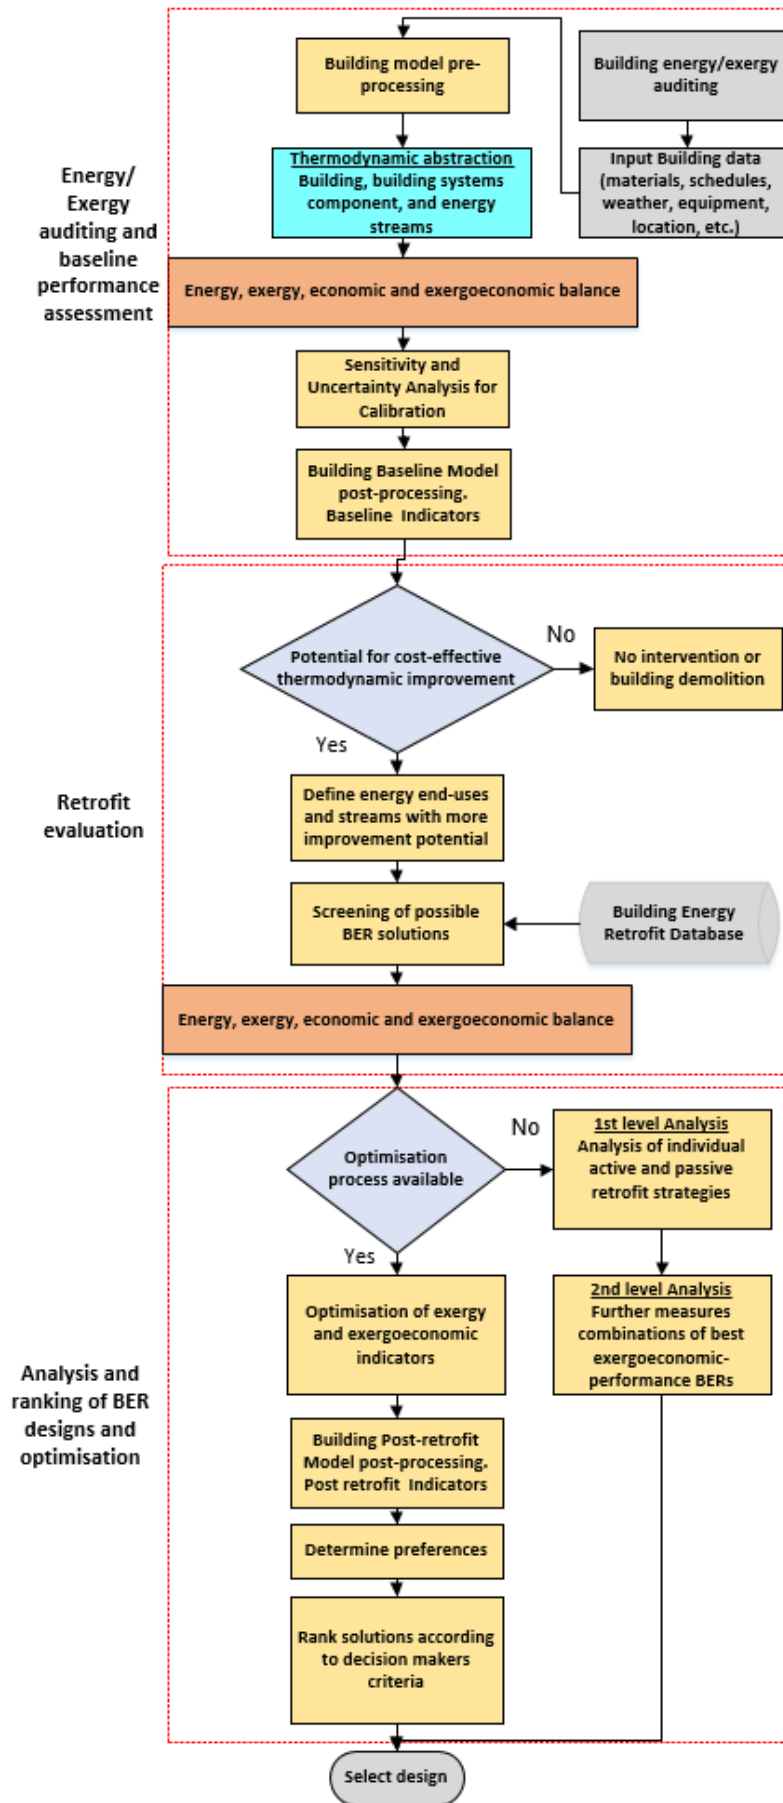 Building model pre-
processing
Building energy/exergy
auditing
Thermodynamic abstraction
Building, building systems
component, and energy
streams
Input Building data
(materials, schedules,
weather, equipment,
location, etc.)
Energy/
Exergy
auditing and
baseline
performance
assessment
Energy, exergy, economic and exergoeconomic balance
Sensitivity and
Uncertainty Analysis for
Calibration
Building Baseline Model
post-processing.
Baseline Indicators
Potential for cost-effective
thermodynamic improvement
No
No intervention or
building demolition
Yes
Retrofit
evaluation
Define energy end-uses
and streams with more
improvement potential
Screening of possible
BER solutions
Building Energy
Retrofit Database
Energy, exergy, economic and exergoeconomic balance
Optimisation
process available
No
1st level Analysis
Analysis of individual
active and passive
retrofit strategies
Yes
2nd level Analysis
Further measures
combinations of best
exergoeconomic-
performance BERs
Optimisation of exergy
and exergoeconomic
indicators
Analysis and
ranking of BER
designs and
optimisation
Building Post-retrofit
Model post-processing.
Post retrofit Indicators
Determine preferences
Rank solutions according
to decision makers
criteria
Select design